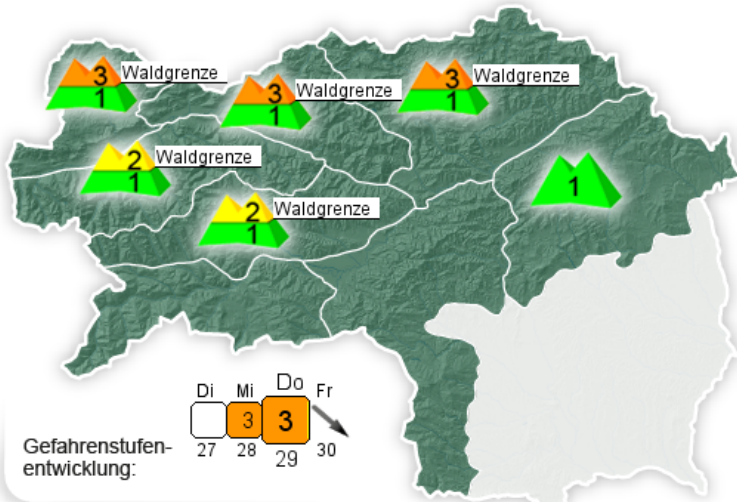 3 Waldgrenze
1
3 Waldgrenze
1
3 Waldgrenze
1
2 Waldgrenze
1
1
2 Waldgrenze
1
Di Mi Do Fr
3 3
27 28 29 30
Gefahrenstufen-
entwicklung: